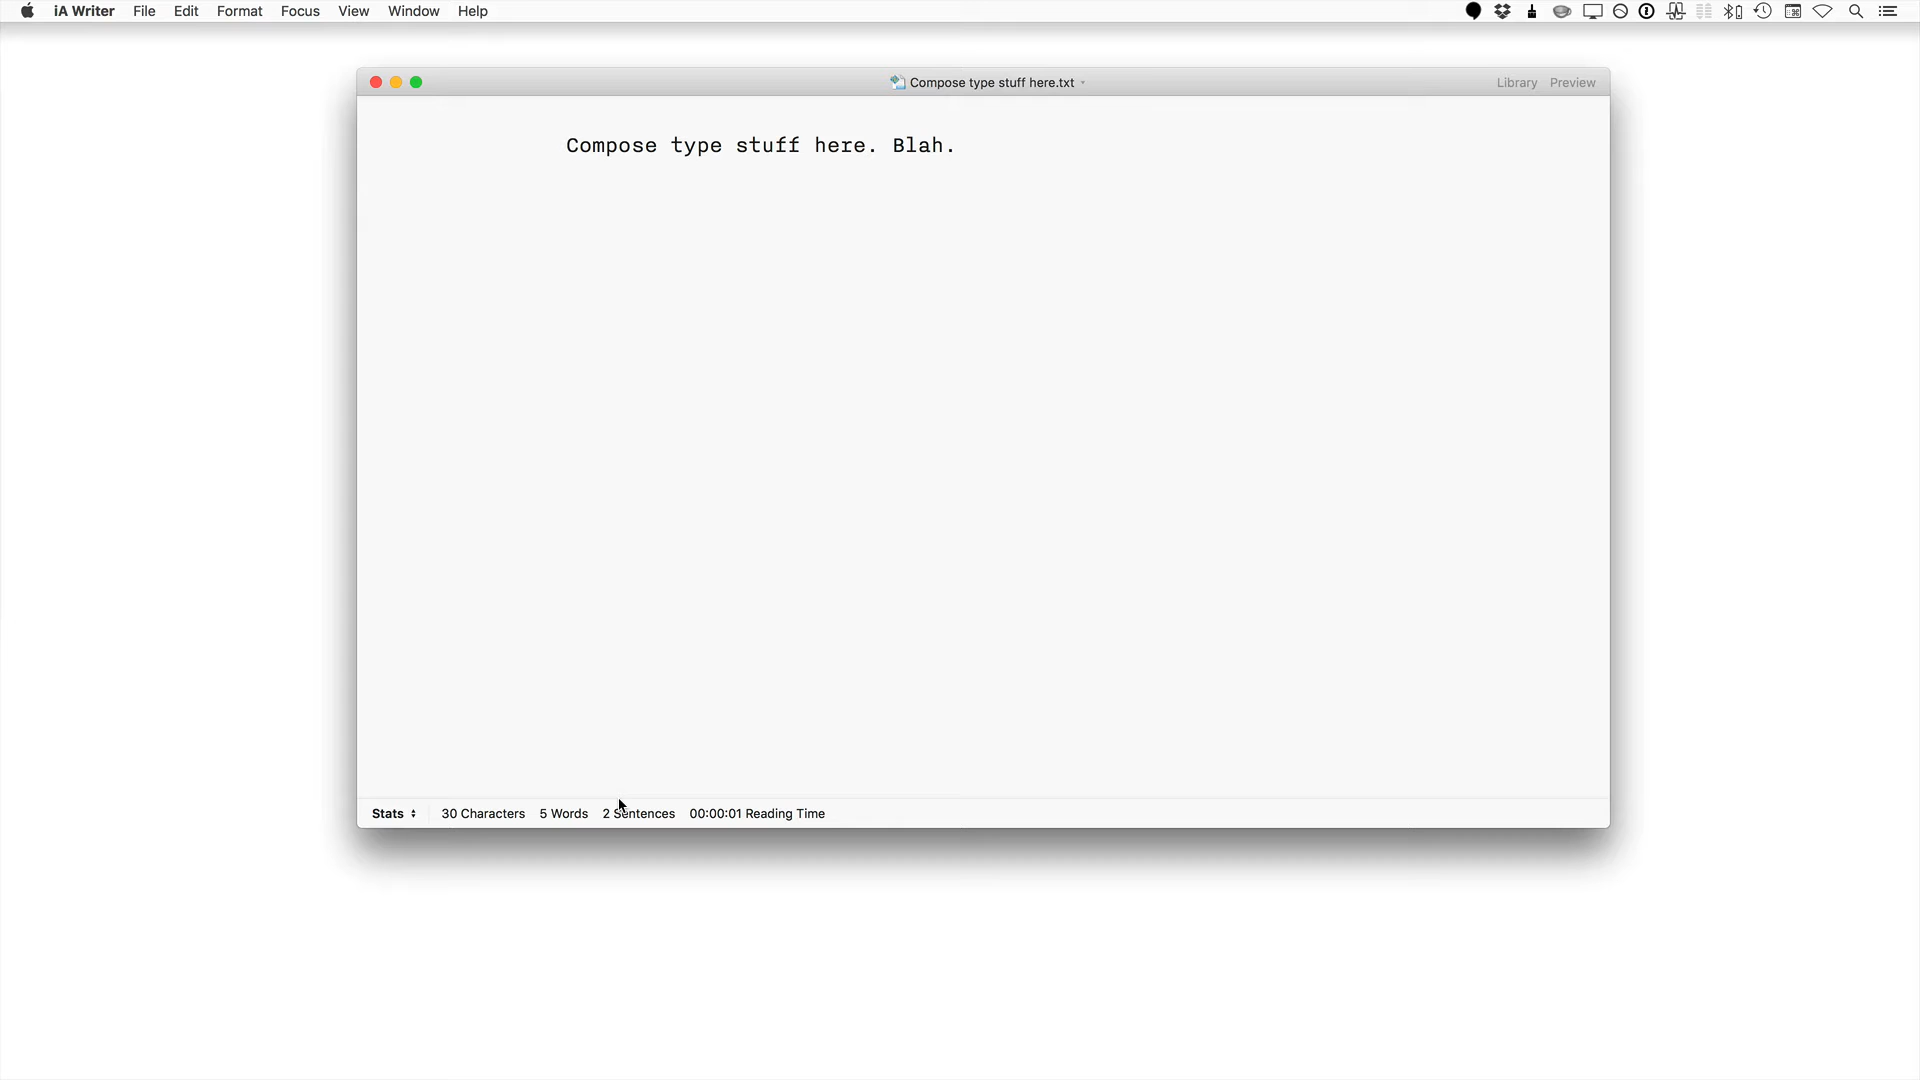 iA Writer File Edit Format Focus View Window Help
Compose type stuff here.txt Library Preview
Compose type stuff here. Blah.
Stats 30 Characters 5 Words 2 Sentences 00:00:01 Reading Time